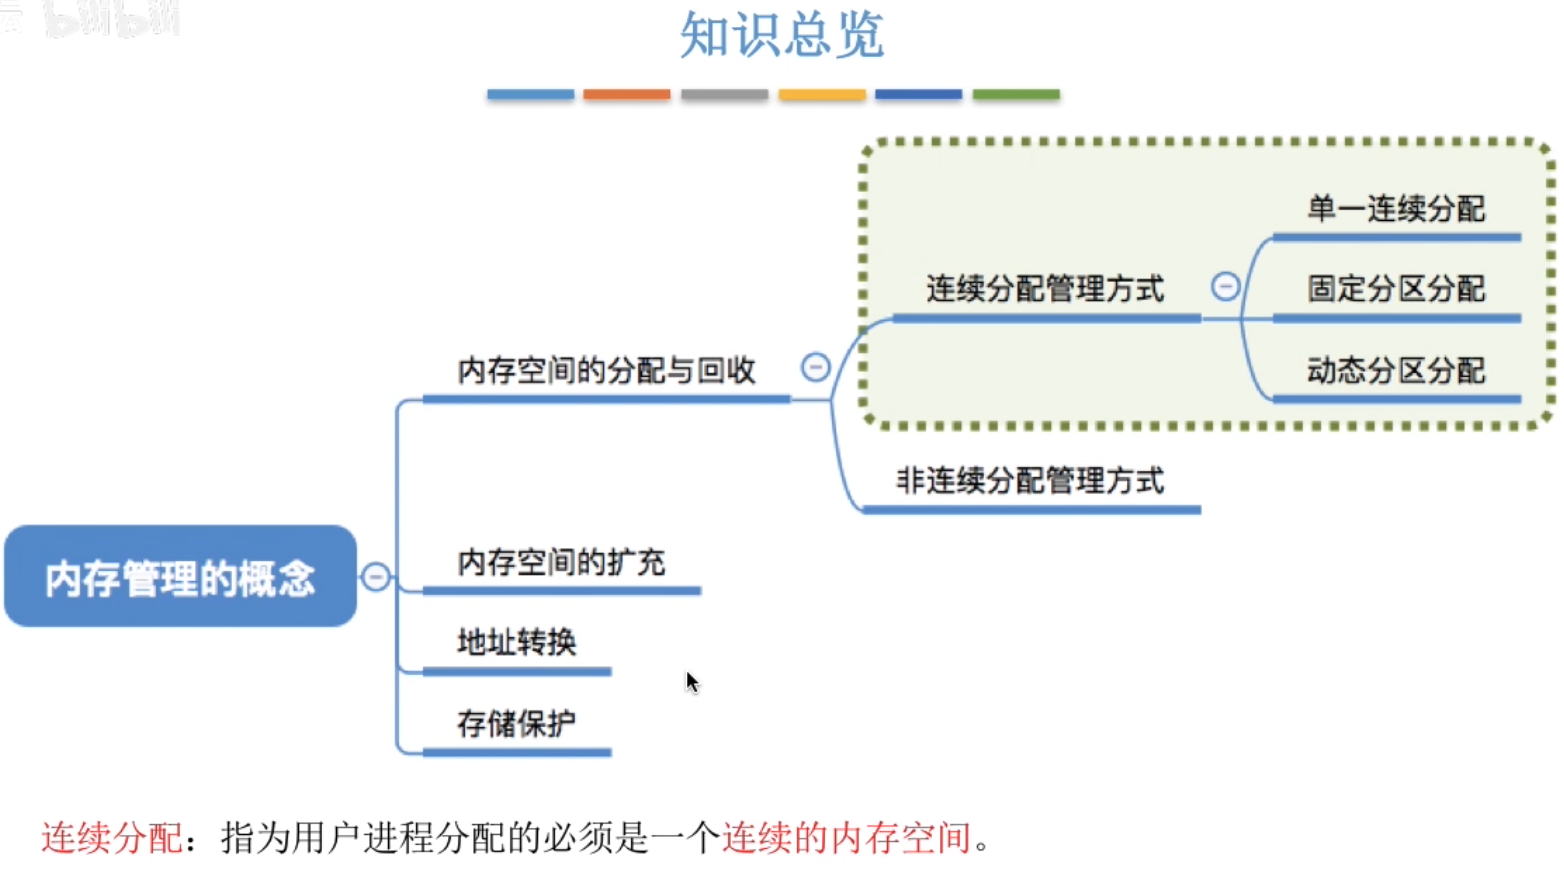 bilibili
知识总览
单一连续分配
连续分配管理方式
固定分区分配
内存空间的分配与回收
动态分区分配
非连续分配管理方式
内存空间的扩充
内存管理的概念
地址转换
存储保护
连续分配：指为用户进程分配的必须是一个连续的内存空间。